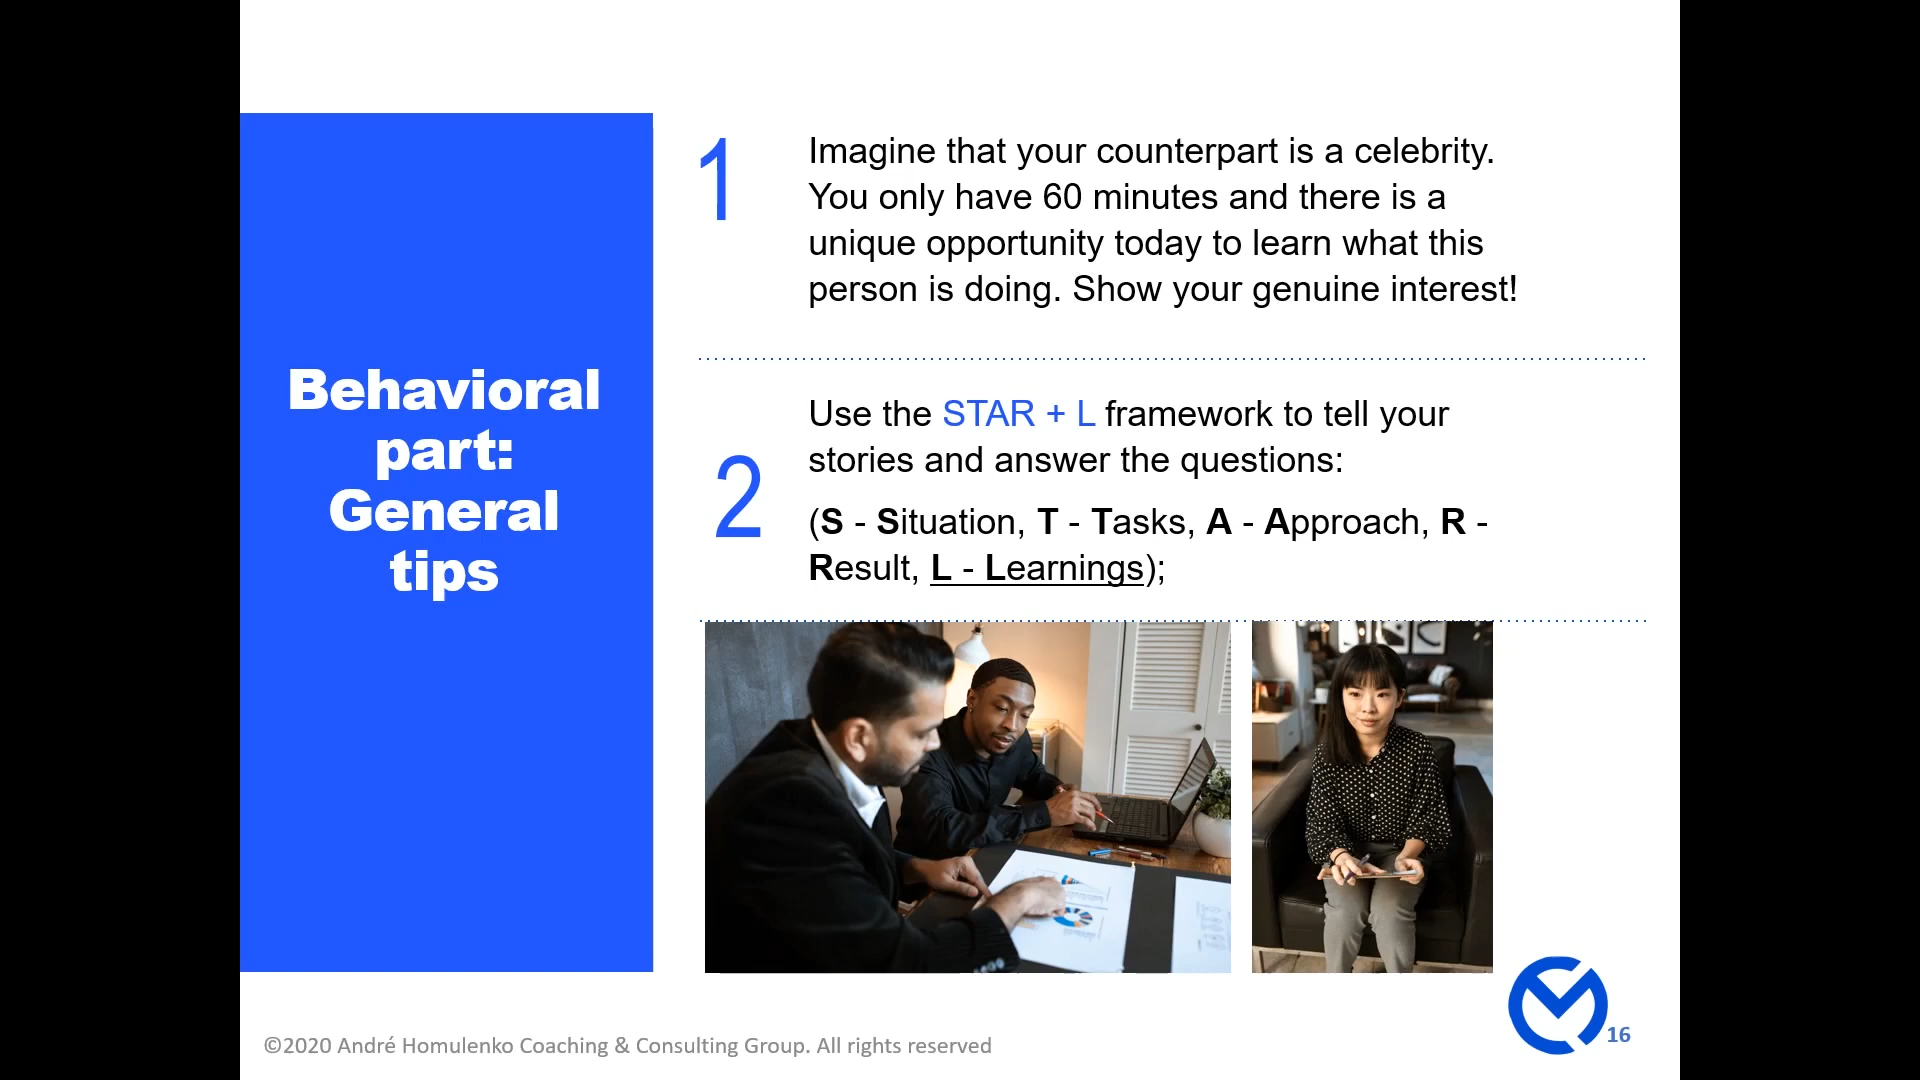 Behavioral
part:
General
tips
1
Imagine that your counterpart is a celebrity.
You only have 60 minutes and there is a
unique opportunity today to learn what this
person is doing. Show your genuine interest!
2
Use the STAR + L framework to tell your
stories and answer the questions:
(S - Situation, T - Tasks, A - Approach, R -
Result, L - Learnings);
©2020 André Homulenko Coaching & Consulting Group. All rights reserved
16